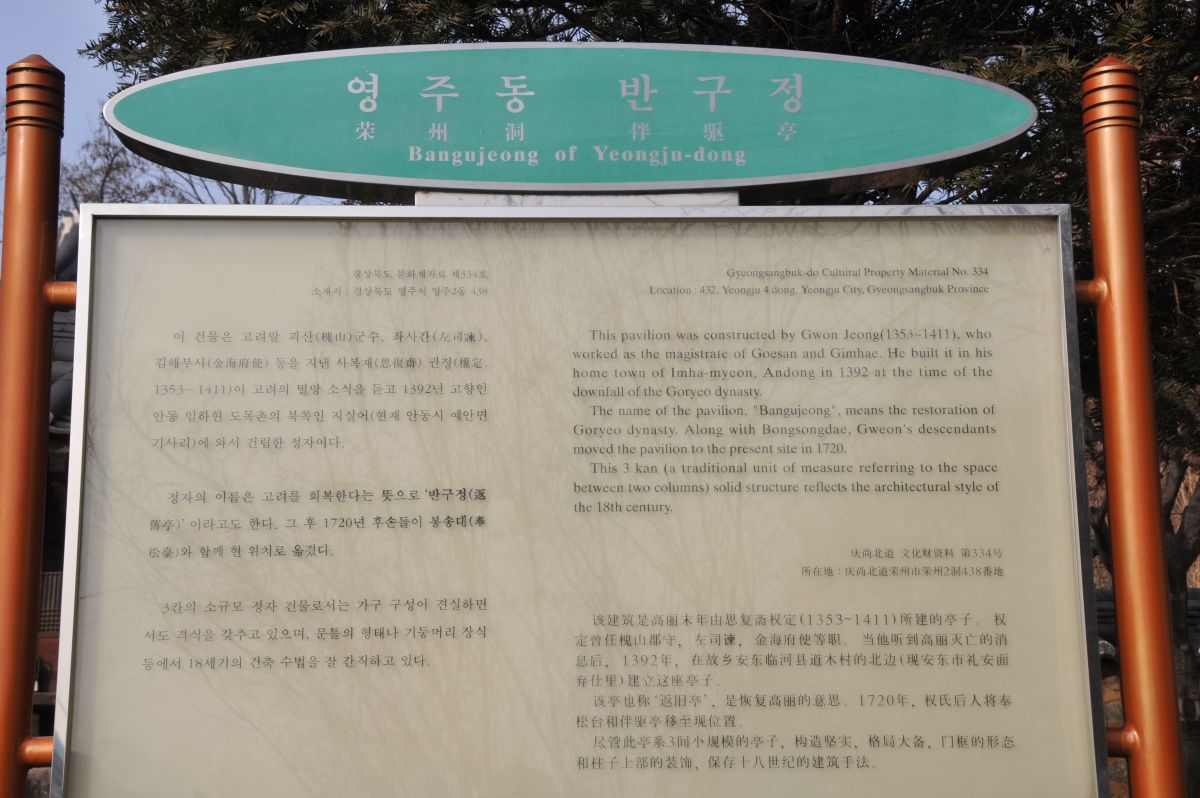 영주동 반구정
荣州洞 伴驱亭
Bangujeong of Yeongju-dong
경상북도 문화재자료 제334호
소재지 : 경상북도 영주시 영주2동 438
이 건물은 고려말 괴산(槐山)군수, 좌사간(左司諫),
김해부사(金海府使) 등을 지낸 사복재(思復齋) 권정(權定,
1353~1411)이 고려의 멸망 소식을 듣고 1392년 고향인
안동 임하현 도목촌의 북쪽인 지실어(현재 안동시 예안면
기사리)에 와서 건립한 정자이다.
정자의 이름은 고려를 회복한다는 뜻으로 '반구정(返
舊亭)' 이라고도 한다. 그 후 1720년 후손들이 봉송대(奉
松臺)와 함께 현 위치로 옮겼다.
3간의 소규모 정자 건물로서는 가구 구성이 견실하면
서도 격식을 갖추고 있으며, 문틀의 형태나 기둥머리 장식
등에서 18세기의 건축 수법을 잘 간직하고 있다.
Gyeongsangbuk-do Cultural Property Material No. 334
Location : 432, Yeongju 4 dong, Yeongju City, Gyeongsangbuk Province
This pavilion was constructed by Gwon Jeong(1353~1411), who
worked as the magistrate of Goesan and Gimhae. He built it in his
home town of Imha-myeon, Andong in 1392 at the time of the
downfall of the Goryeo dynasty.
The name of the pavilion, "Bangujeong", means the restoration of
Goryeo dynasty. Along with Bongsongdae, Gweon's descendants
moved the pavilion to the present site in 1720.
This 3 kan (a traditional unit of measure referring to the space
between two columns) solid structure reflects the architectural style of
the 18th century.
庆尚北道 文化财资料 第334号
所在地 : 庆尚北道荣州市荣州2洞438番地
该建筑是高丽末年由思复斋权定(1353~1411)所建的亭子。 权
定曾任槐山郡守, 左司谏, 金海府使等职。 当他听到高丽灭亡的消
息后, 1392年, 在故乡安东临河县道木村的北边(现安东市礼安面
弃仕里)建立这座亭子。
该亭也称 '返旧亭', 是恢复高丽的意思。1720年, 权氏后人将奉
松台和伴驱亭移至现位置。
尽管此亭系3间小规模的亭子, 构造坚实, 格局大备, 门框的形态
和柱子上部的装饰, 保存十八世纪的建筑手法。